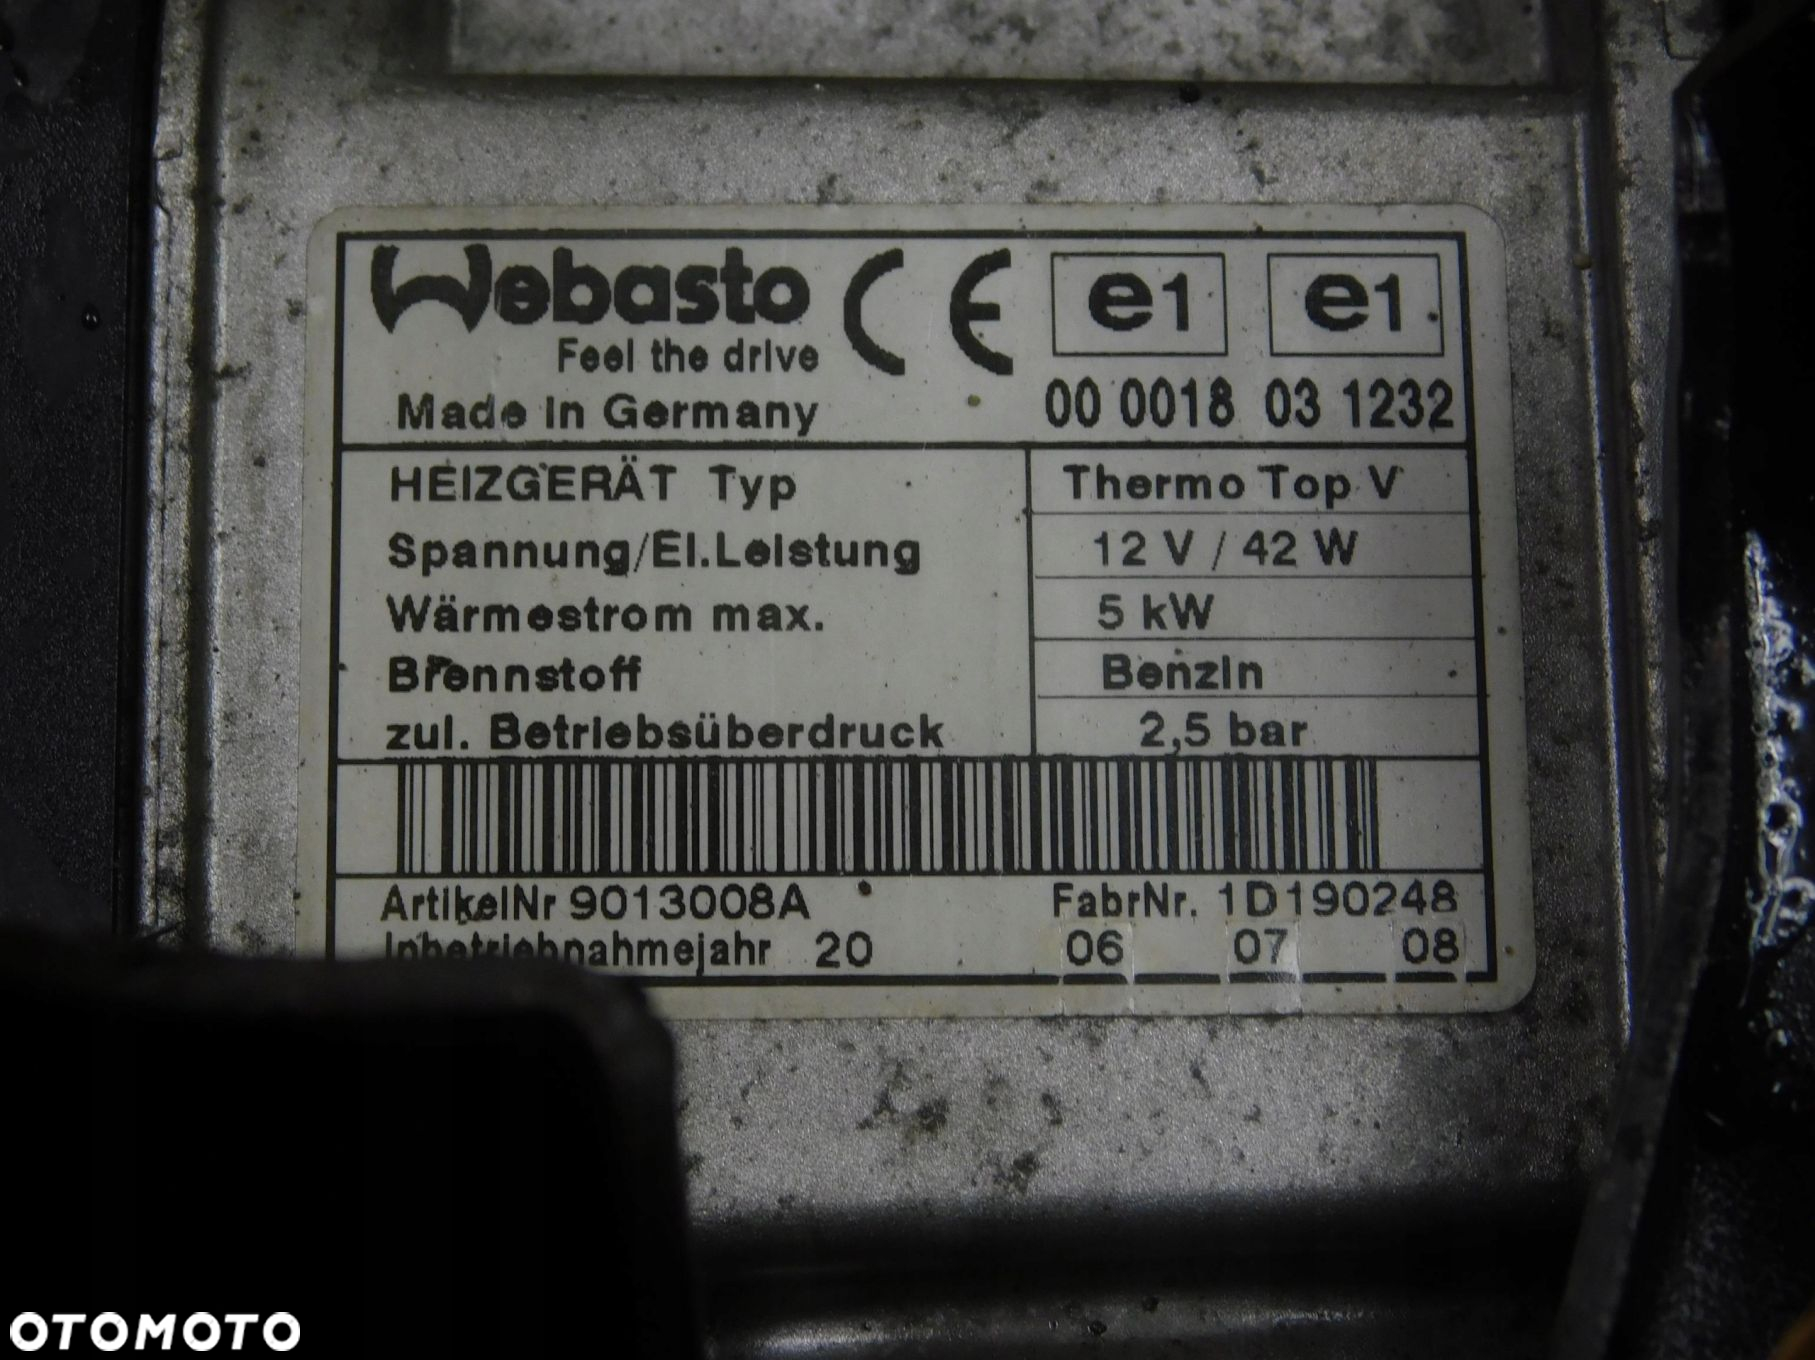 Webasto CE e1 e1
Feel the drive
Made in Germany 00 0018 03 1232
HEIZGERÄT Typ Thermo Top V
Spannung/El.Leistung 12 V / 42 W
Wärmestrom max. 5 kW
Brennstoff Benzin
zul. Betriebsüberdruck 2,5 bar
ArtikelNr 9013008A FabrNr. 1D190248
Inbetriebnahmejahr 20 06 07 08
OTOMOTO